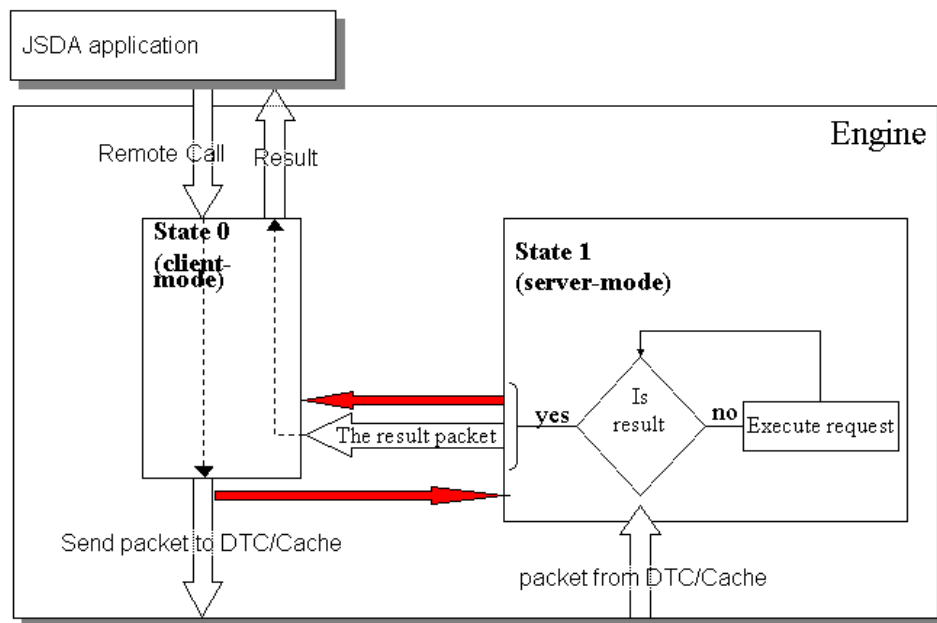 JSDA application
Engine
Remote Call
Result
State 0
(client-
mode)
State 1
(server-mode)
Is
result
yes
no
Execute request
The result packet
Send packet to DTC/Cache
packet from DTC/Cache